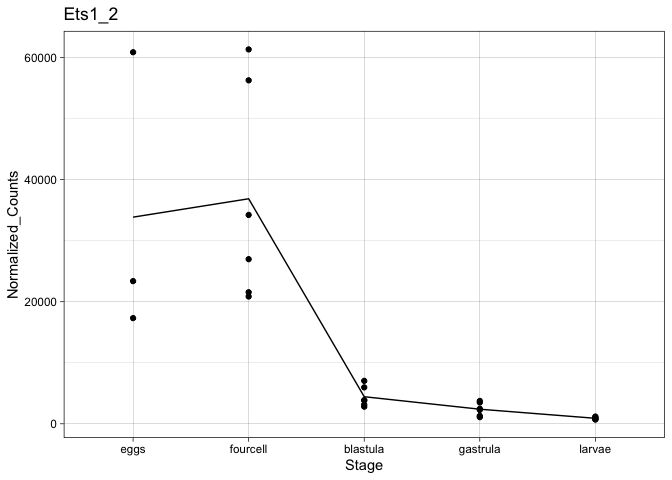 Ets1_2
Normalized_Counts
60000
40000
20000
0
eggs fourcell blastula gastrula larvae
Stage